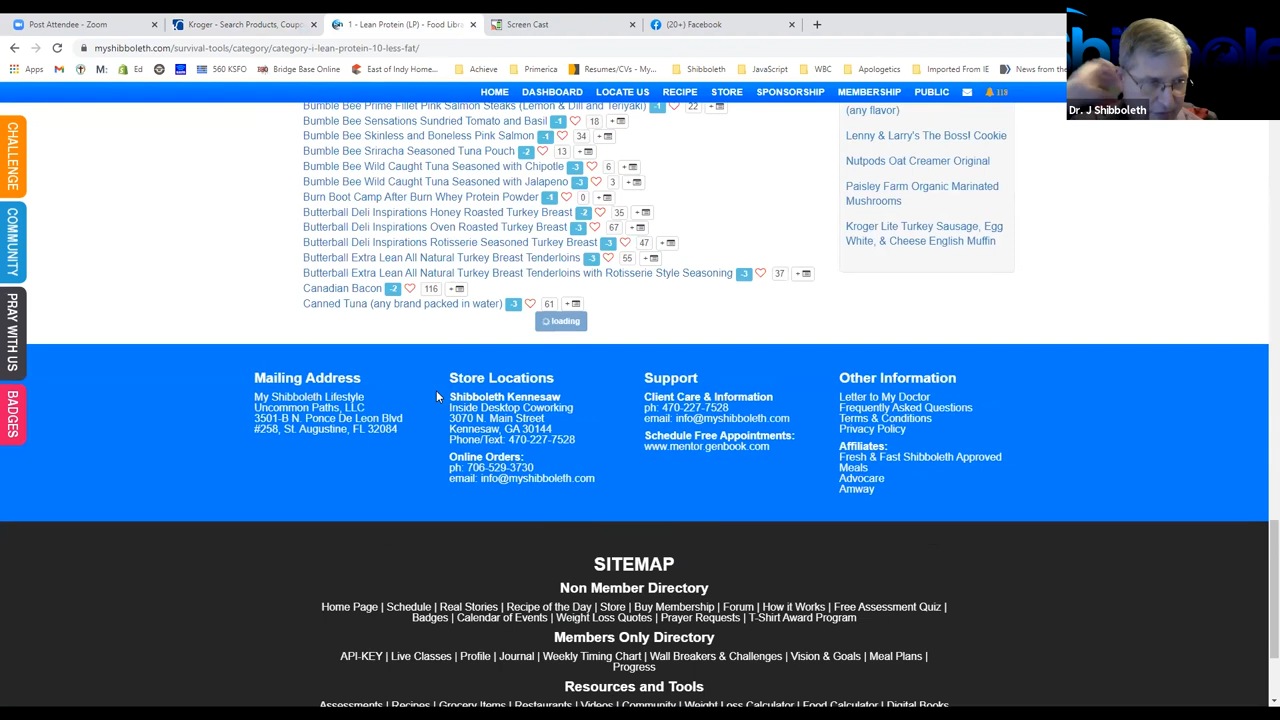 Post Attendee - Zoom
Kroger - Search Products, Coupo
1 - Lean Protein (LP) - Food Libra
Screen Cast
(20+) Facebook
myshibboleth.com/survival-tools/category/category-i-lean-protein-10-less-fat/
Apps
M:
Ed
560 KSFO
Bridge Base Online
East of Indy Home...
Achieve
Primerica
Resumes/CVs - My...
Shibboleth
JavaScript
WBC
Apologetics
Imported From IE
News from tho
Dr. J Shibboleth
HOME DASHBOARD LOCATE US RECIPE STORE SPONSORSHIP MEMBERSHIP PUBLIC 118
CHALLENGE
COMMUNITY
PRAY WITH US
BADGES
Bumble Bee Prime Fillet Pink Salmon Steaks (Lemon & Dill and Teriyaki) -1 22 +
Bumble Bee Sensations Sundried Tomato and Basil -1 18 +
Bumble Bee Skinless and Boneless Pink Salmon -1 34 +
Bumble Bee Sriracha Seasoned Tuna Pouch -2 13 +
Bumble Bee Wild Caught Tuna Seasoned with Chipotle -3 6 +
Bumble Bee Wild Caught Tuna Seasoned with Jalapeno -3 3 +
Burn Boot Camp After Burn Whey Protein Powder -1 0 +
Butterball Deli Inspirations Honey Roasted Turkey Breast -2 35 +
Butterball Deli Inspirations Oven Roasted Turkey Breast -3 67 +
Butterball Deli Inspirations Rotisserie Seasoned Turkey Breast -3 47 +
Butterball Extra Lean All Natural Turkey Breast Tenderloins -3 55 +
Butterball Extra Lean All Natural Turkey Breast Tenderloins with Rotisserie Style Seasoning -3 37 +
Canadian Bacon -2 116 +
Canned Tuna (any brand packed in water) -3 61 +
loading
(any flavor)
Lenny & Larry's The Boss! Cookie
Nutpods Oat Creamer Original
Paisley Farm Organic Marinated
Mushrooms
Kroger Lite Turkey Sausage, Egg
White, & Cheese English Muffin
Mailing Address
My Shibboleth Lifestyle
Uncommon Paths, LLC
3501-B N. Ponce De Leon Blvd
#258, St. Augustine, FL 32084
Store Locations
Shibboleth Kennesaw
Inside Desktop Coworking
3070 N. Main Street
Kennesaw, GA 30144
Phone/Text: 470-227-7528
Online Orders:
ph: 706-529-3730
email: info@myshibboleth.com
Support
Client Care & Information
ph: 470-227-7528
email: info@myshibboleth.com
Schedule Free Appointments:
www.mentor.genbook.com
Other Information
Letter to My Doctor
Frequently Asked Questions
Terms & Conditions
Privacy Policy
Affiliates:
Fresh & Fast Shibboleth Approved
Meals
Advocare
Amway
SITEMAP
Non Member Directory
Home Page | Schedule | Real Stories | Recipe of the Day | Store | Buy Membership | Forum | How it Works | Free Assessment Quiz |
Badges | Calendar of Events | Weight Loss Quotes | Prayer Requests | T-Shirt Award Program
Members Only Directory
API-KEY | Live Classes | Profile | Journal | Weekly Timing Chart | Wall Breakers & Challenges | Vision & Goals | Meal Plans |
Progress
Resources and Tools
Assessments | Recipes | Grocery Items | Restaurants | Videos | Community | Weight Loss Calculator | Food Calculator | Digital Books